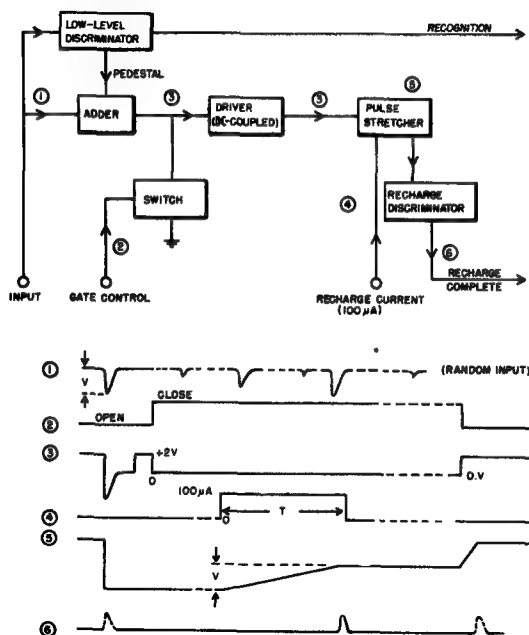 LOW-LEVEL
DISCRIMINATOR
RECOGNITION
PEDESTAL
①
ADDER
③
DRIVER
(DC-COUPLED)
③
⑤
PULSE
STRETCHER
SWITCH
②
④
RECHARGE
DISCRIMINATOR
⑥
RECHARGE
COMPLETE
INPUT
GATE CONTROL
RECHARGE CURRENT
(100 μA)
① V (RANDOM INPUT)
CLOSE
② OPEN
③ +2V
0 0.V
100μA
④ 0 T
⑤
V
⑥